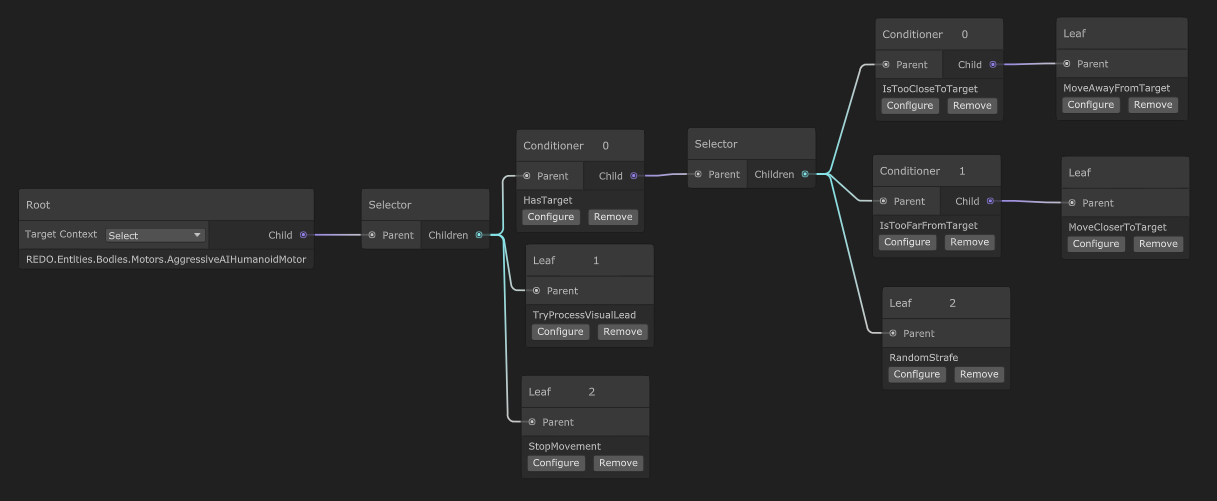 Root
Target Context Select Child
REDO.Entities.Bodies.Motors.AggressiveAIHumanoidMotor
Selector
Parent Children
Conditioner 0
Parent Child
HasTarget
Configure Remove
Leaf 1
Parent
TryProcessVisualLead
Configure Remove
Leaf 2
Parent
StopMovement
Configure Remove
Selector
Parent Children
Conditioner 0
Parent Child
IsTooCloseToTarget
Configure Remove
Leaf
Parent
MoveAwayFromTarget
Configure Remove
Conditioner 1
Parent Child
IsTooFarFromTarget
Configure Remove
Leaf
Parent
MoveCloserToTarget
Configure Remove
Leaf 2
Parent
RandomStrafe
Configure Remove